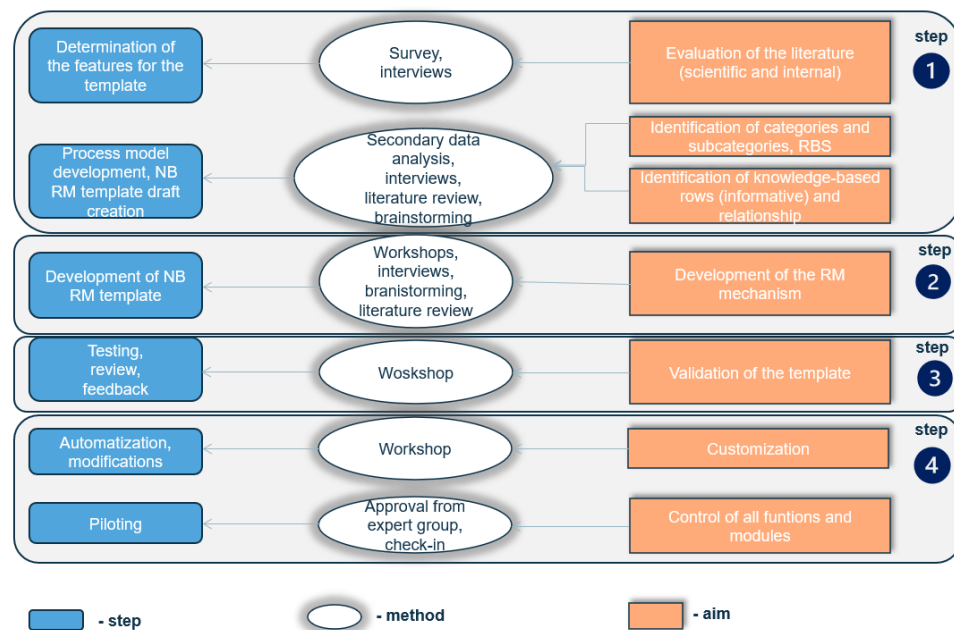 step
1
Determination of
the features for the
template
Survey,
interviews
Evaluation of the literature
(scientific and internal)
Process model
development, NB
RM template draft
creation
Secondary data
analysis,
interviews,
literature review,
brainstorming
Identification of categories and
subcategories, RBS
Identification of knowledge-based
rows (informative) and
relationship
step
2
Development of NB
RM template
Workshops,
interviews,
branistorming,
literature review
Development of the RM
mechanism
step
3
Testing,
review,
feedback
Woskshop
Validation of the template
step
4
Automatization,
modifications
Workshop
Customization
Piloting
Approval from
expert group,
check-in
Control of all funtions and
modules
- step
- method
- aim